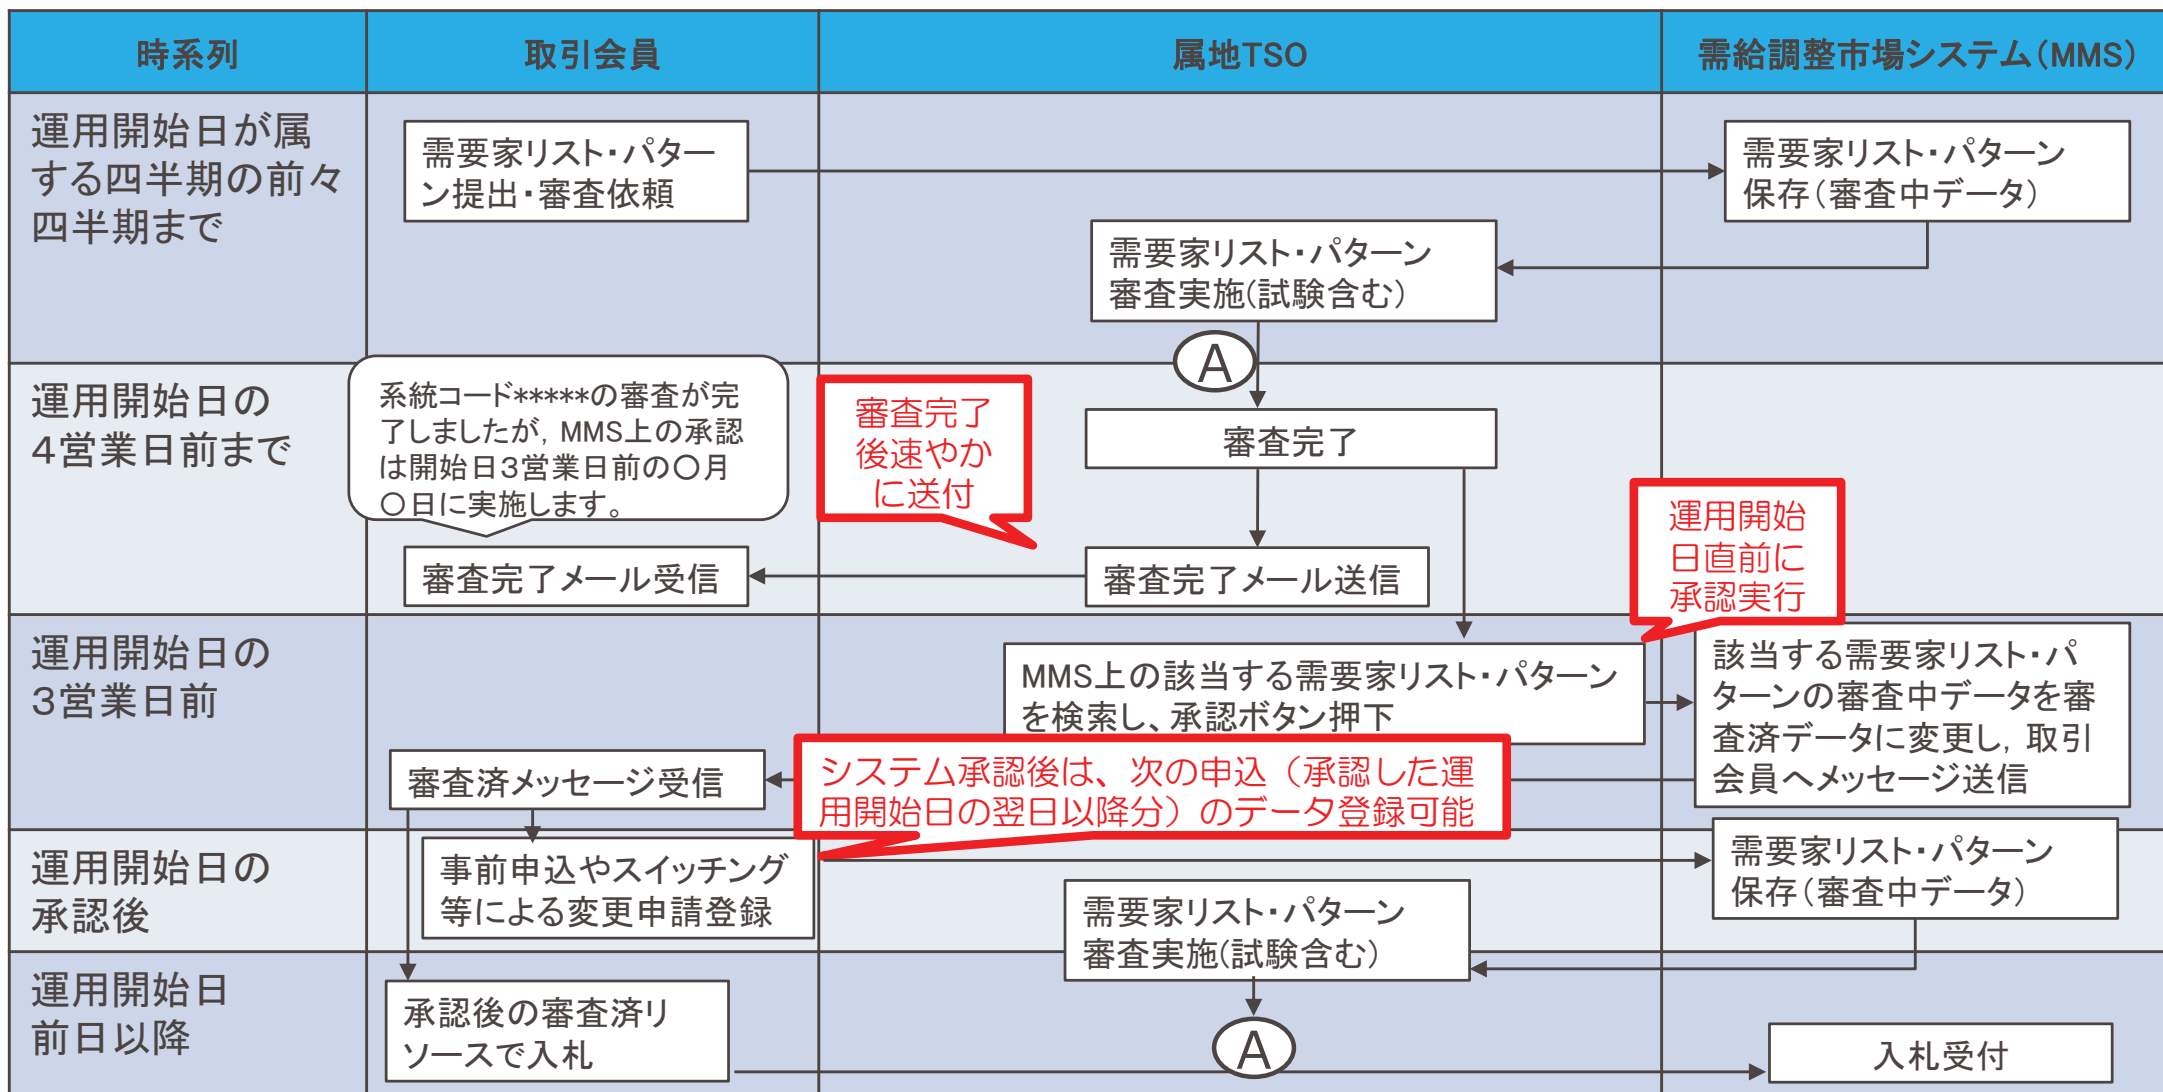 時系列
取引会員
属地TSO
需給調整市場システム(MMS)
運用開始日が属
する四半期の前々
四半期まで
需要家リスト・パター
ン提出・審査依頼
需要家リスト・パターン
保存(審査中データ)
需要家リスト・パターン
審査実施(試験含む)
A
運用開始日の
4営業日前まで
系統コード*****の審査が完
了しましたが, MMS上の承認
は開始日3営業日前の〇月
〇日に実施します。
審査完了
後速やか
に送付
審査完了
運用開始
日直前に
承認実行
審査完了メール受信
審査完了メール送信
運用開始日の
3営業日前
MMS上の該当する需要家リスト・パターン
を検索し、承認ボタン押下
該当する需要家リスト・パ
ターンの審査中データを審
査済データに変更し, 取引
会員へメッセージ送信
審査済メッセージ受信
システム承認後は、次の申込（承認した運
用開始日の翌日以降分）のデータ登録可能
運用開始日の
承認後
事前申込やスイッチング
等による変更申請登録
需要家リスト・パターン
保存(審査中データ)
需要家リスト・パターン
審査実施(試験含む)
運用開始日
前日以降
承認後の審査済リ
ソースで入札
A
入札受付